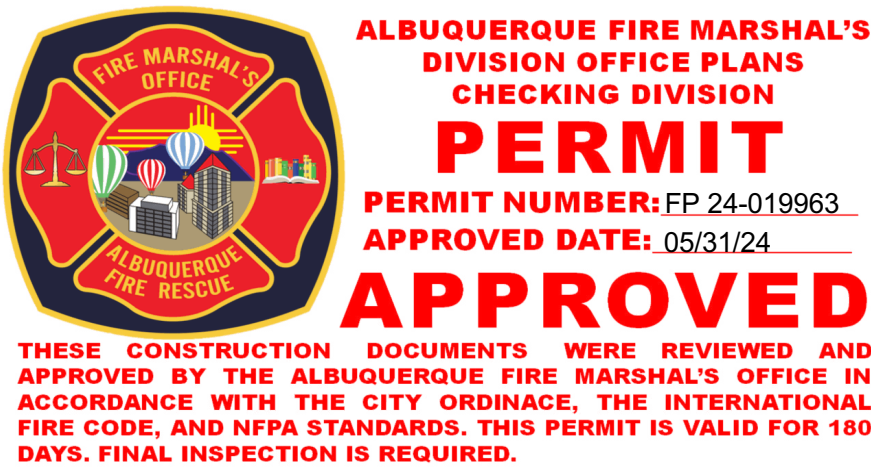 FIRE MARSHAL'S
OFFICE
ALBUQUERQUE
FIRE RESCUE
ALBUQUERQUE FIRE MARSHAL’S
DIVISION OFFICE PLANS
CHECKING DIVISION
PERMIT
PERMIT NUMBER: FP 24-019963
APPROVED DATE: 05/31/24
APPROVED
THESE CONSTRUCTION DOCUMENTS WERE REVIEWED AND
APPROVED BY THE ALBUQUERQUE FIRE MARSHAL’S OFFICE IN
ACCORDANCE WITH THE CITY ORDINACE, THE INTERNATIONAL
FIRE CODE, AND NFPA STANDARDS. THIS PERMIT IS VALID FOR 180
DAYS. FINAL INSPECTION IS REQUIRED.